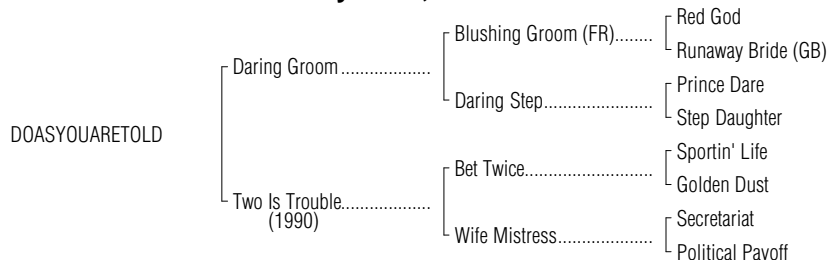 Blushing Groom (FR)........
Red God
Runaway Bride (GB)
Daring Groom ...................
Daring Step.......................
Prince Dare
Step Daughter
DOASYOUARETOLD
Bet Twice..........................
Sportin' Life
Golden Dust
Two Is Trouble...................
(1990)
Wife Mistress....................
Secretariat
Political Payoff